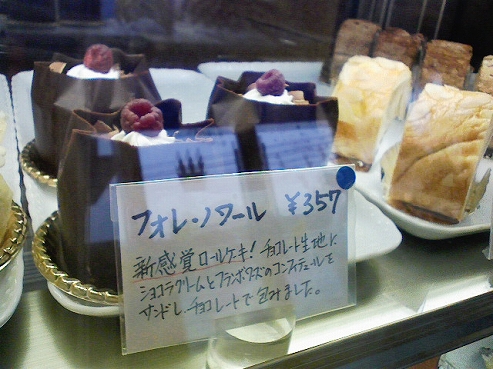 フォレ・ノワール ¥357
新感覚ロールケーキ！チョコレート生地に
ショコラクリームとフランボワズのコンフィチュールを
サンドし、チョコレートで包みました。